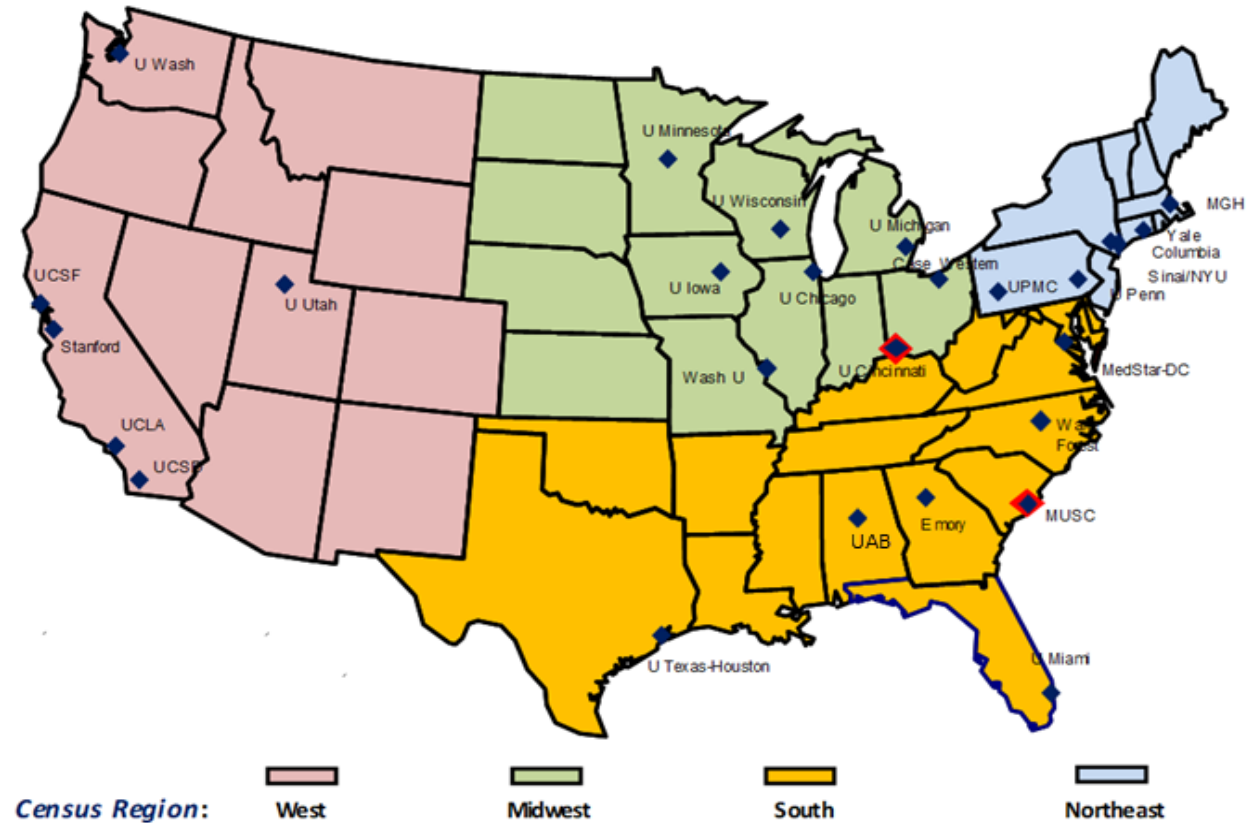 U Wash
U Minnesota
U Wisconsin
MGH
U Michigan
Yale
Columbia
Case Western
UCSF
Sinai/NYU
U Iowa
U Chicago
UPMC
U Penn
U Utah
Stanford
Wash U
U Cincinnati
MedStar-DC
UCLA
Wake
Forest
UCSD
MUSC
Emory
UAB
U Miami
U Texas-Houston
Census Region:
West
Midwest
South
Northeast